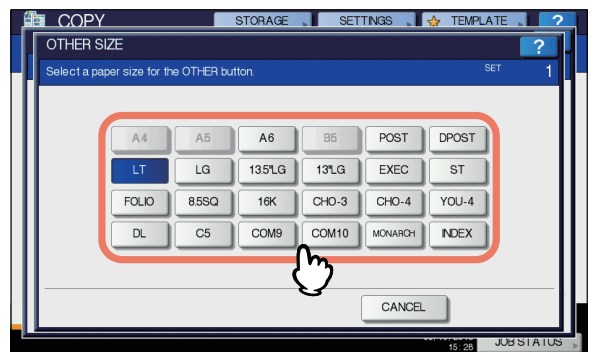 COPY STORAGE SETTINGS TEMPLATE ?
OTHER SIZE ?
Select a paper size for the OTHER button. SET 1
A4 A5 A6 B5 POST DPOST
LT LG 13.5"LG 13"LG EXEC ST
FOLIO 8.5SQ 16K CHO-3 CHO-4 YOU-4
DL C5 COM9 COM10 MONARCH INDEX
CANCEL
15:28 JOB STATUS